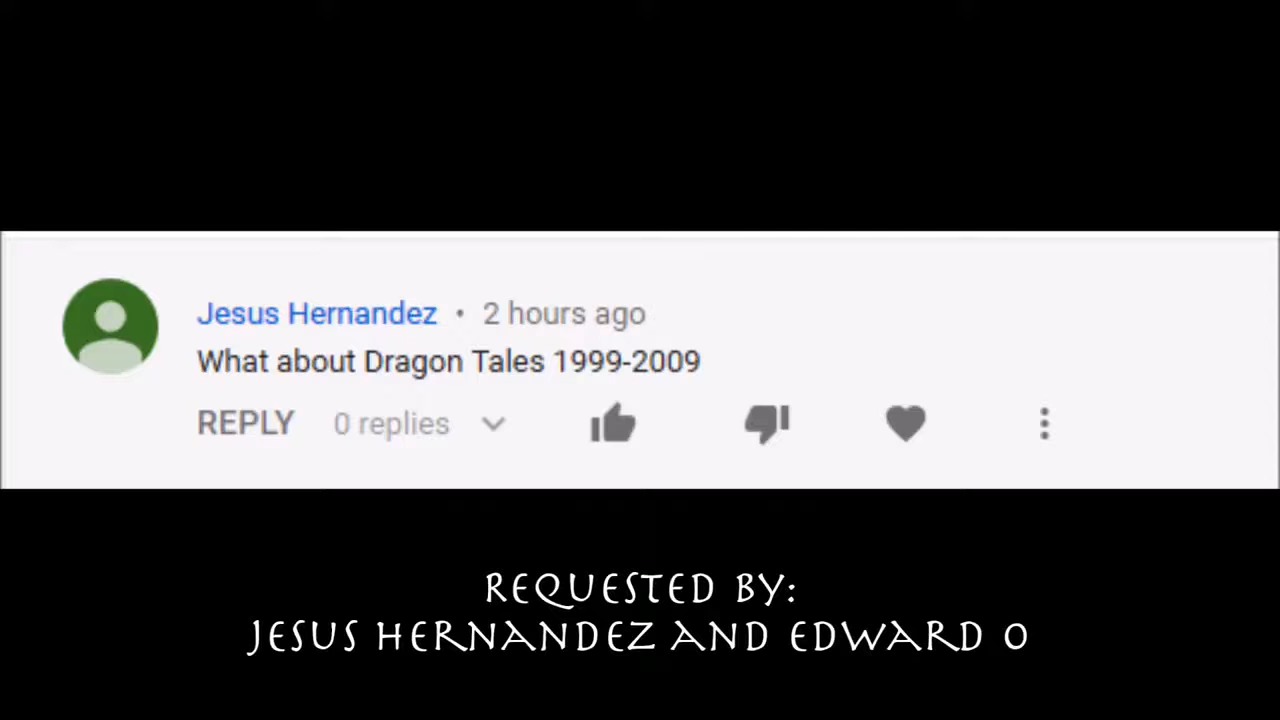 Jesus Hernandez • 2 hours ago
What about Dragon Tales 1999-2009
REPLY 0 replies
REQUESTED BY:
JESUS HERNANDEZ AND EDWARD O